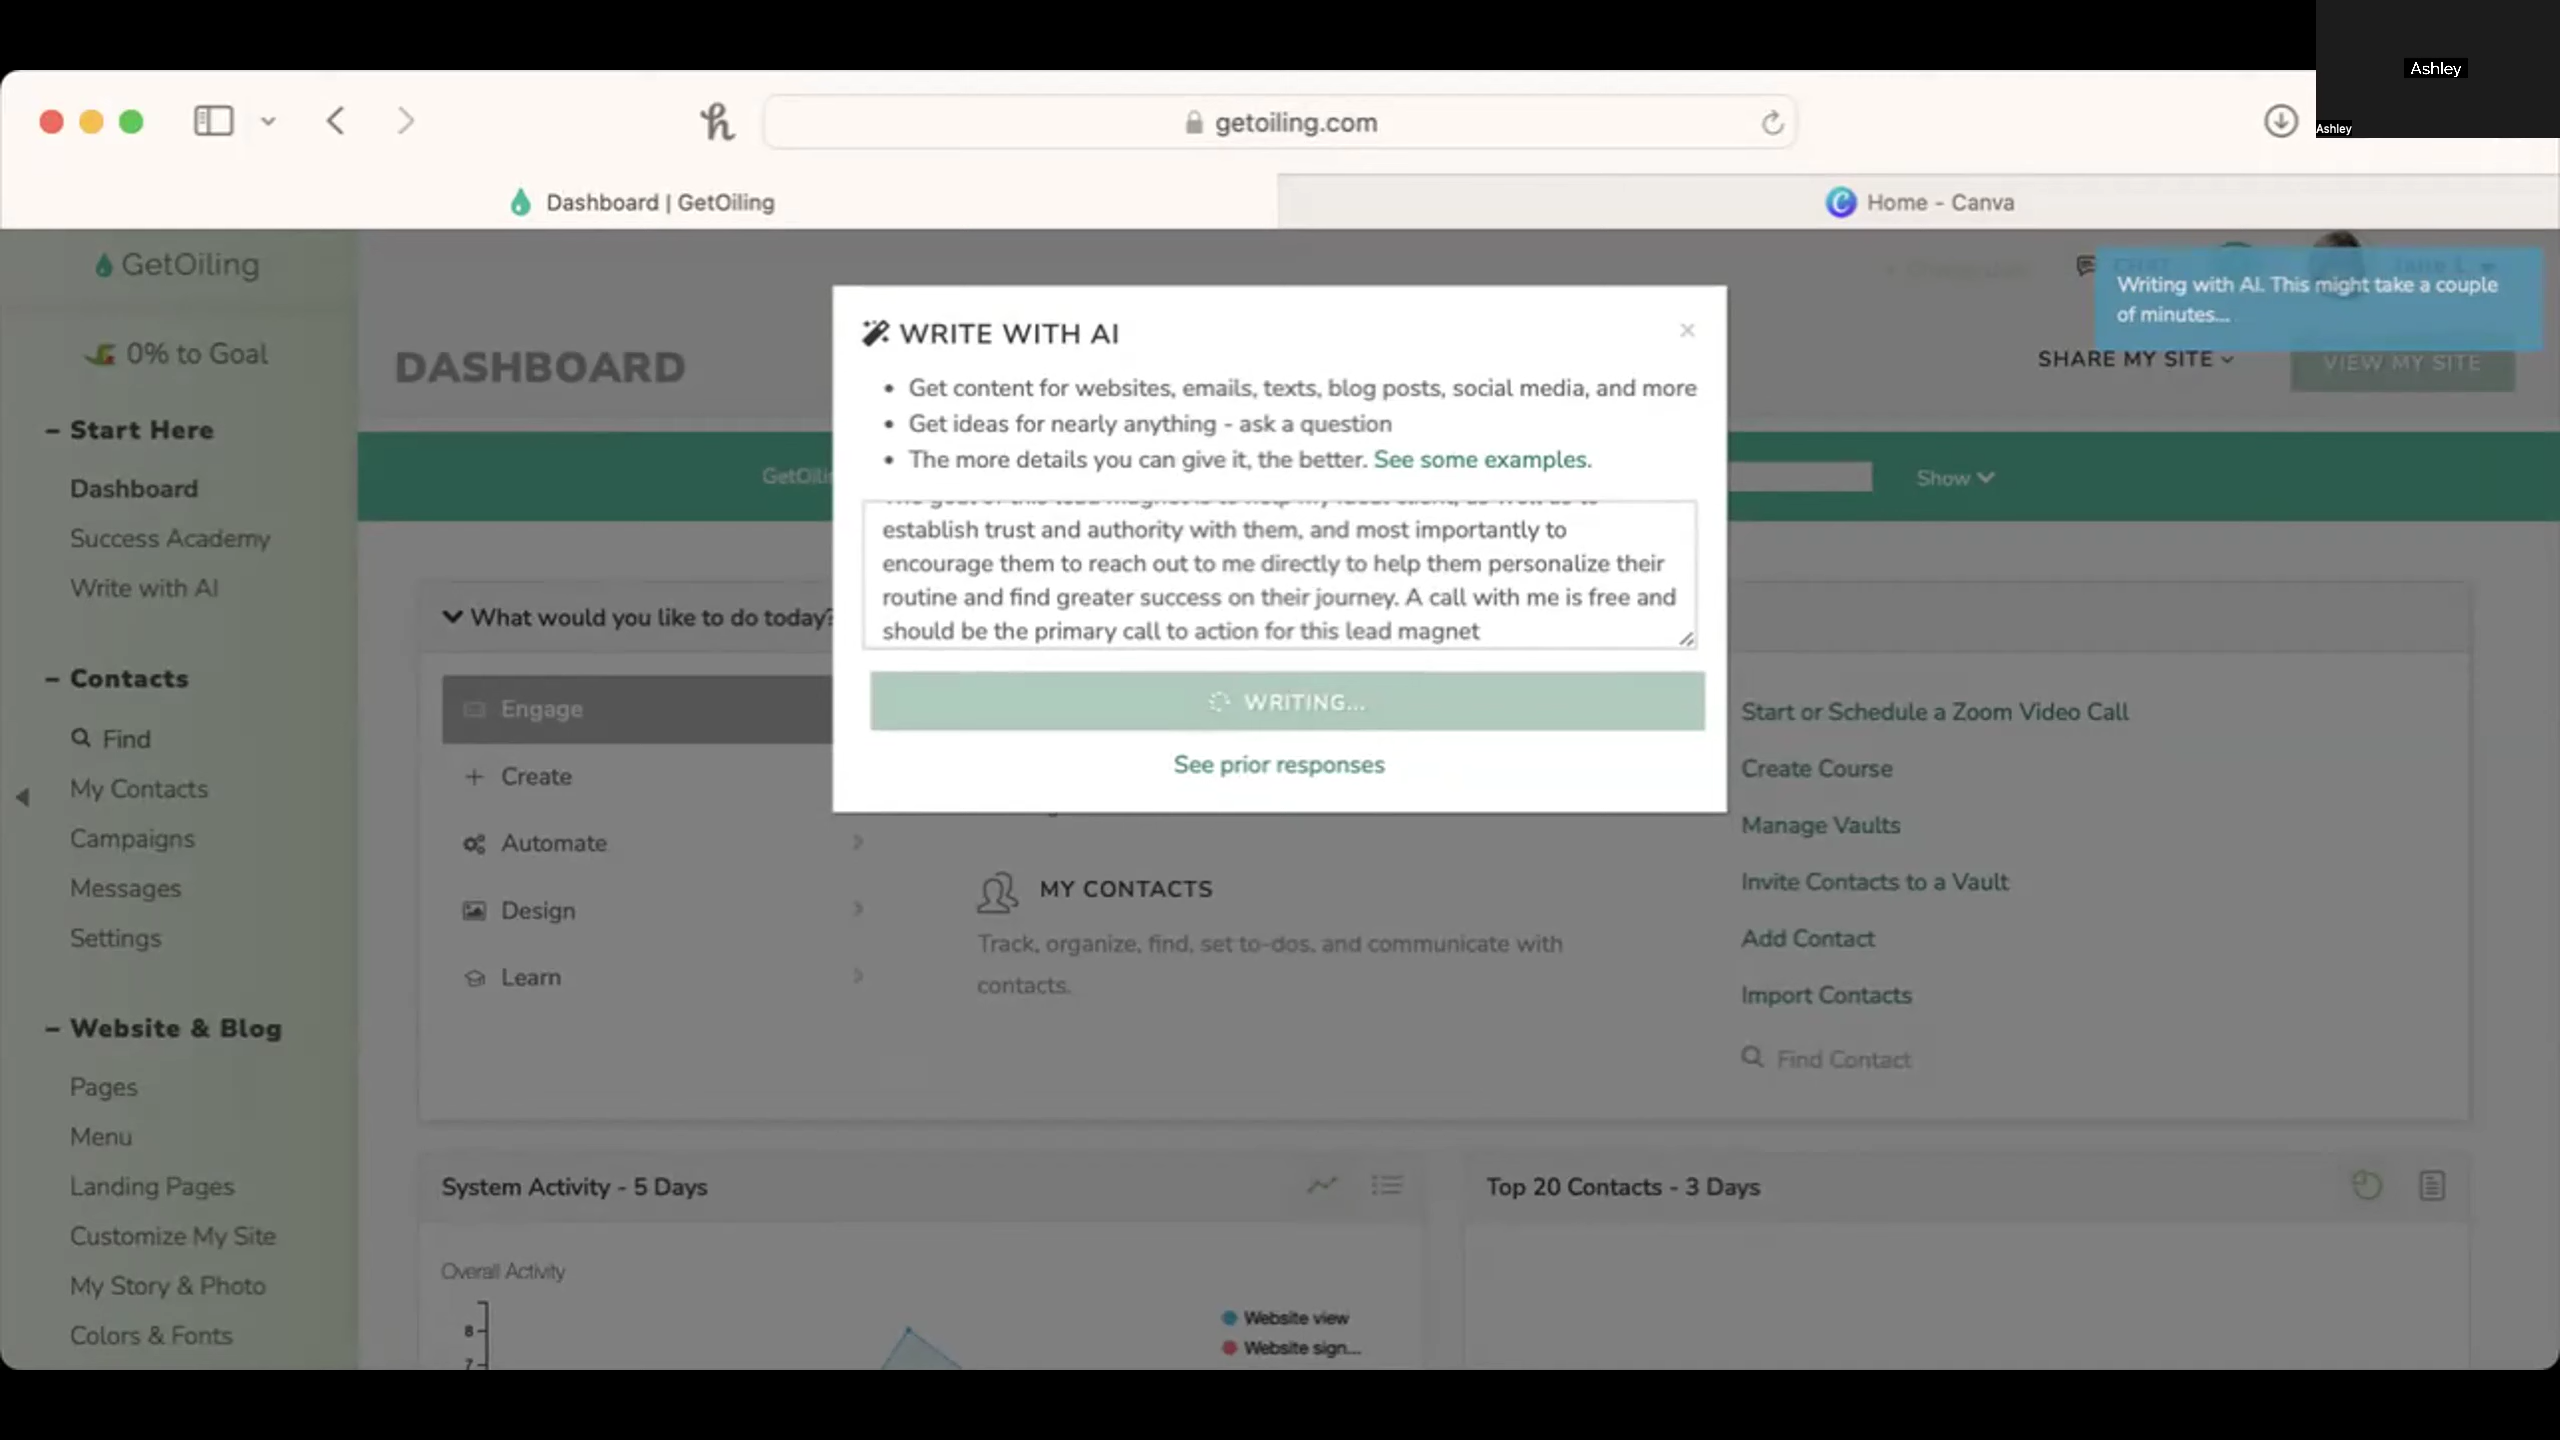 Ashley
Ashley
getoiling.com
Dashboard | GetOiling
Home - Canva
GetOiling
0% to Goal
– Start Here
Dashboard
Success Academy
Write with AI
– Contacts
Find
My Contacts
Campaigns
Messages
Settings
– Website & Blog
Pages
Menu
Landing Pages
Customize My Site
My Story & Photo
Colors & Fonts
DASHBOARD
Writing with AI. This might take a couple
of minutes...
SHARE MY SITE
VIEW MY SITE
Show
WRITE WITH AI
• Get content for websites, emails, texts, blog posts, social media, and more
• Get ideas for nearly anything - ask a question
• The more details you can give it, the better. See some examples.
establish trust and authority with them, and most importantly to
encourage them to reach out to me directly to help them personalize their
routine and find greater success on their journey. A call with me is free and
should be the primary call to action for this lead magnet
WRITING...
See prior responses
What would you like to do today?
Engage
Create
Automate
Design
Learn
MY CONTACTS
Track, organize, find, set to-dos, and communicate with
contacts.
Start or Schedule a Zoom Video Call
Create Course
Manage Vaults
Invite Contacts to a Vault
Add Contact
Import Contacts
Find Contact
System Activity - 5 Days
Overall Activity
8
7
Website view
Website sign...
Top 20 Contacts - 3 Days